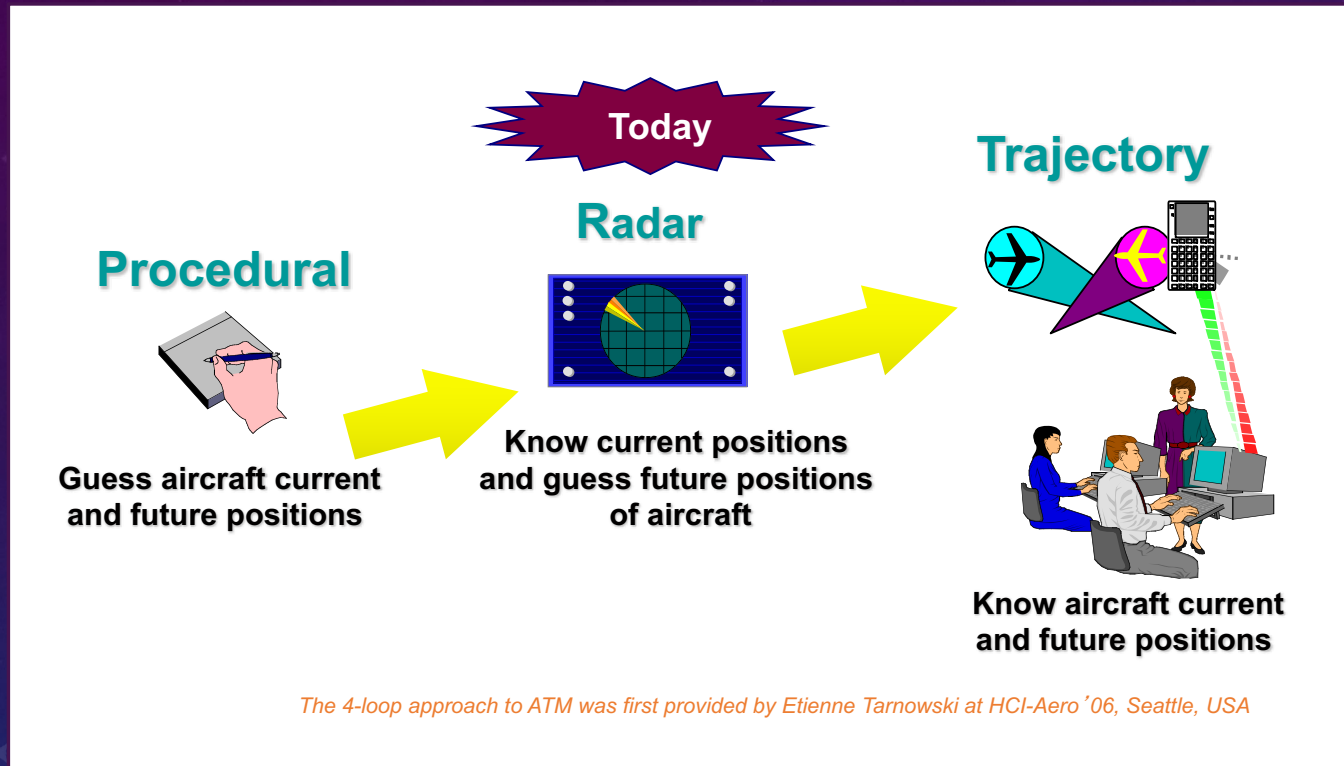 Today
Procedural
Guess aircraft current
and future positions
Radar
Know current positions
and guess future positions
of aircraft
Trajectory
Know aircraft current
and future positions
The 4-loop approach to ATM was first provided by Etienne Tarnowski at HCI-Aero ’06, Seattle, USA